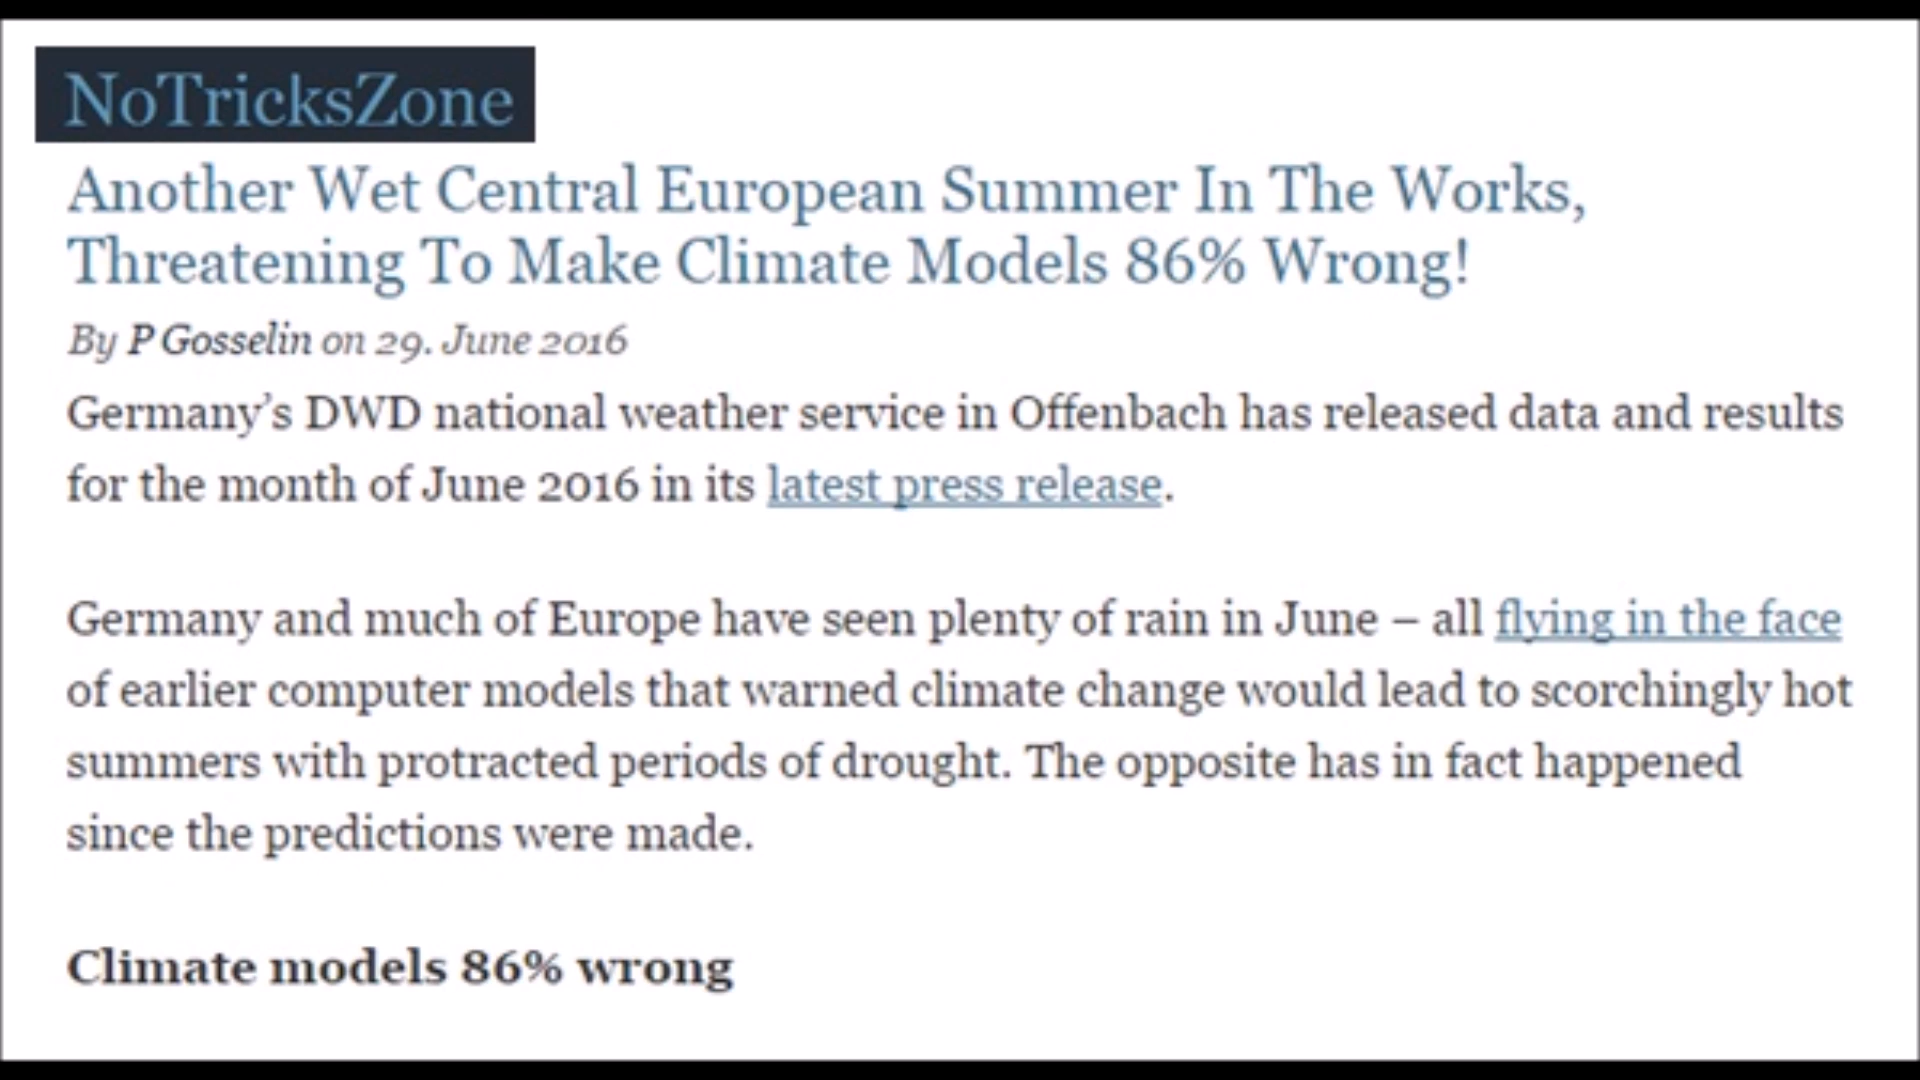 NoTricksZone
Another Wet Central European Summer In The Works,
Threatening To Make Climate Models 86% Wrong!
By P Gosselin on 29. June 2016
Germany’s DWD national weather service in Offenbach has released data and results
for the month of June 2016 in its latest press release.
Germany and much of Europe have seen plenty of rain in June – all flying in the face
of earlier computer models that warned climate change would lead to scorchingly hot
summers with protracted periods of drought. The opposite has in fact happened
since the predictions were made.
Climate models 86% wrong